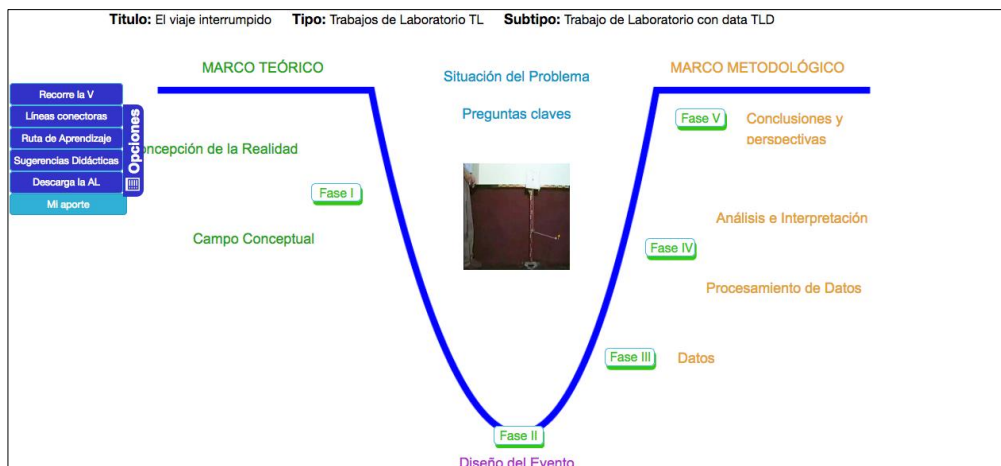 Titulo: El viaje interrumpido Tipo: Trabajos de Laboratorio TL Subtipo: Trabajo de Laboratorio con data TLD
MARCO TEÓRICO
Situación del Problema
MARCO METODOLÓGICO
Recorre la V
Líneas conectoras
Ruta de Aprendizaje
Sugerencias Didácticas
Descarga la AL
Mi aporte
Opciones
Preguntas claves
Fase V
Conclusiones y
perspectivas
oncepción de la Realidad
Fase I
Campo Conceptual
Análisis e Interpretación
Fase IV
Procesamiento de Datos
Fase III
Datos
Fase II
Diseño del Evento